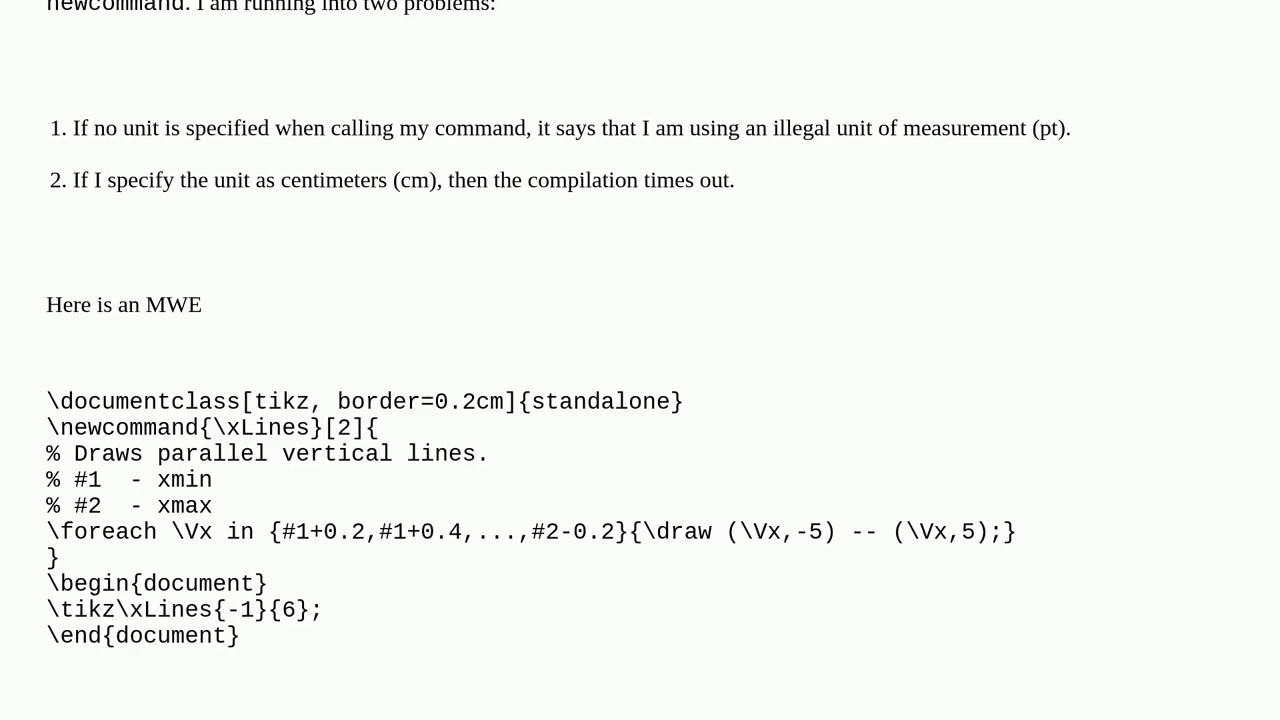 newcommand. I am running into two problems:
1. If no unit is specified when calling my command, it says that I am using an illegal unit of measurement (pt).
2. If I specify the unit as centimeters (cm), then the compilation times out.
Here is an MWE
\documentclass[tikz, border=0.2cm]{standalone}
\newcommand{\xLines}[2]{
% Draws parallel vertical lines.
% #1  - xmin
% #2  - xmax
\foreach \Vx in {#1+0.2,#1+0.4,...,#2-0.2}{\draw (\Vx,-5) -- (\Vx,5);}
}
\begin{document}
\tikz\xLines{-1}{6};
\end{document}